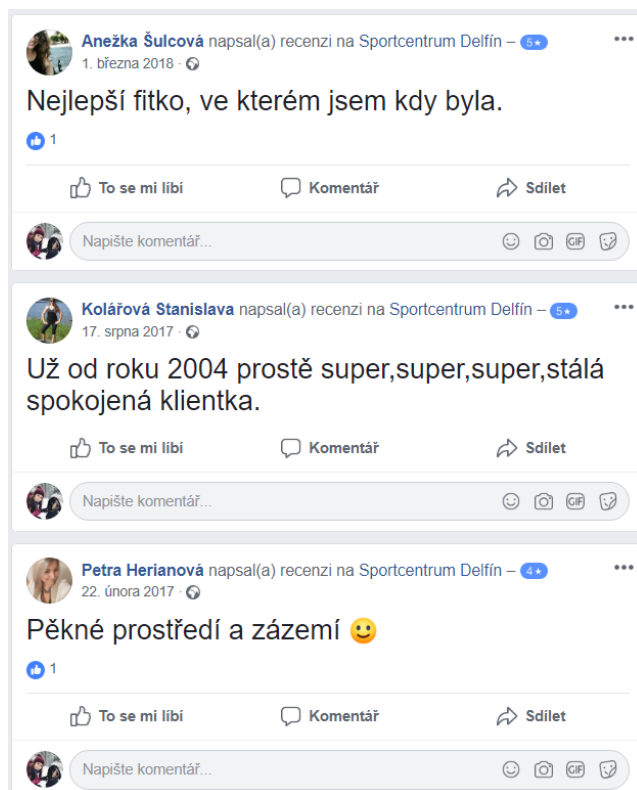 Anežka Šulcová napsal(a) recenzi na Sportcentrum Delfín – 5★
1. března 2018 ·
Nejlepší fitko, ve kterém jsem kdy byla.
1
To se mi líbí Komentář Sdílet
Napište komentář... GIF
Kolářová Stanislava napsal(a) recenzi na Sportcentrum Delfín – 5★
17. srpna 2017 ·
Už od roku 2004 prostě super,super,super,stálá
spokojená klientka.
To se mi líbí Komentář Sdílet
Napište komentář... GIF
Petra Herianová napsal(a) recenzi na Sportcentrum Delfín – 4★
22. února 2017 ·
Pěkné prostředí a zázemí 🙂
1
To se mi líbí Komentář Sdílet
Napište komentář... GIF